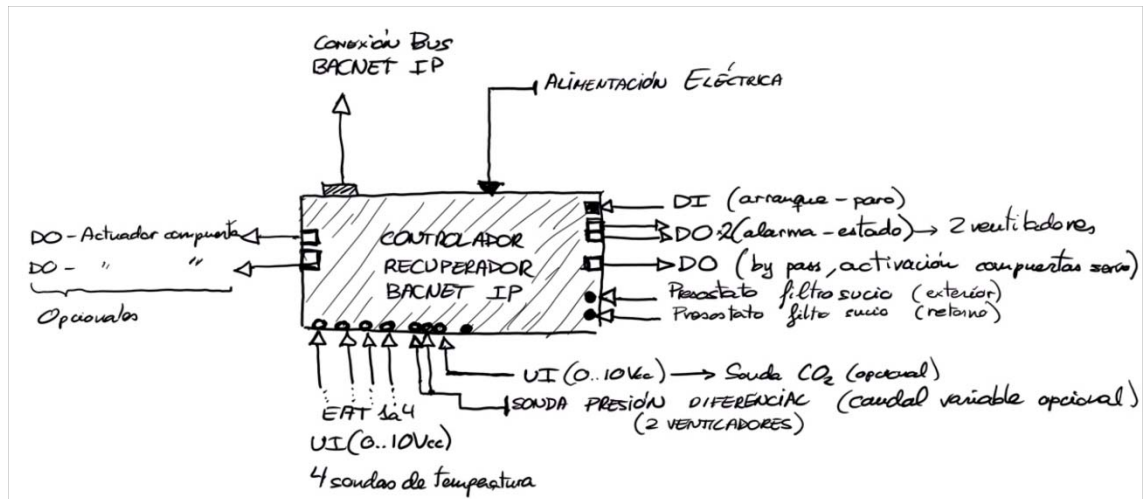 Conexión Bus
BACNET IP
ALIMENTACIÓN ELÉCTRICA
DI (arranque-paro)
DO·2 (alarma-estado) → 2 ventiladores
DO (by pass, activación compuertas servo)
Presostato filtro sucio (exterior)
Presostato filtro sucio (retorno)
DO-Actuador compuerta
DO- " "
Opcionales
CONTROLADOR
RECUPERADOR
BACNET IP
UI (0..10Vcc) → Sonda CO2 (opcional)
SONDA PRESIÓN DIFERENCIAL (caudal variable opcional)
(2 VENTILADORES)
EAT 1á4
UI (0..10Vcc)
4 sondas de temperatura